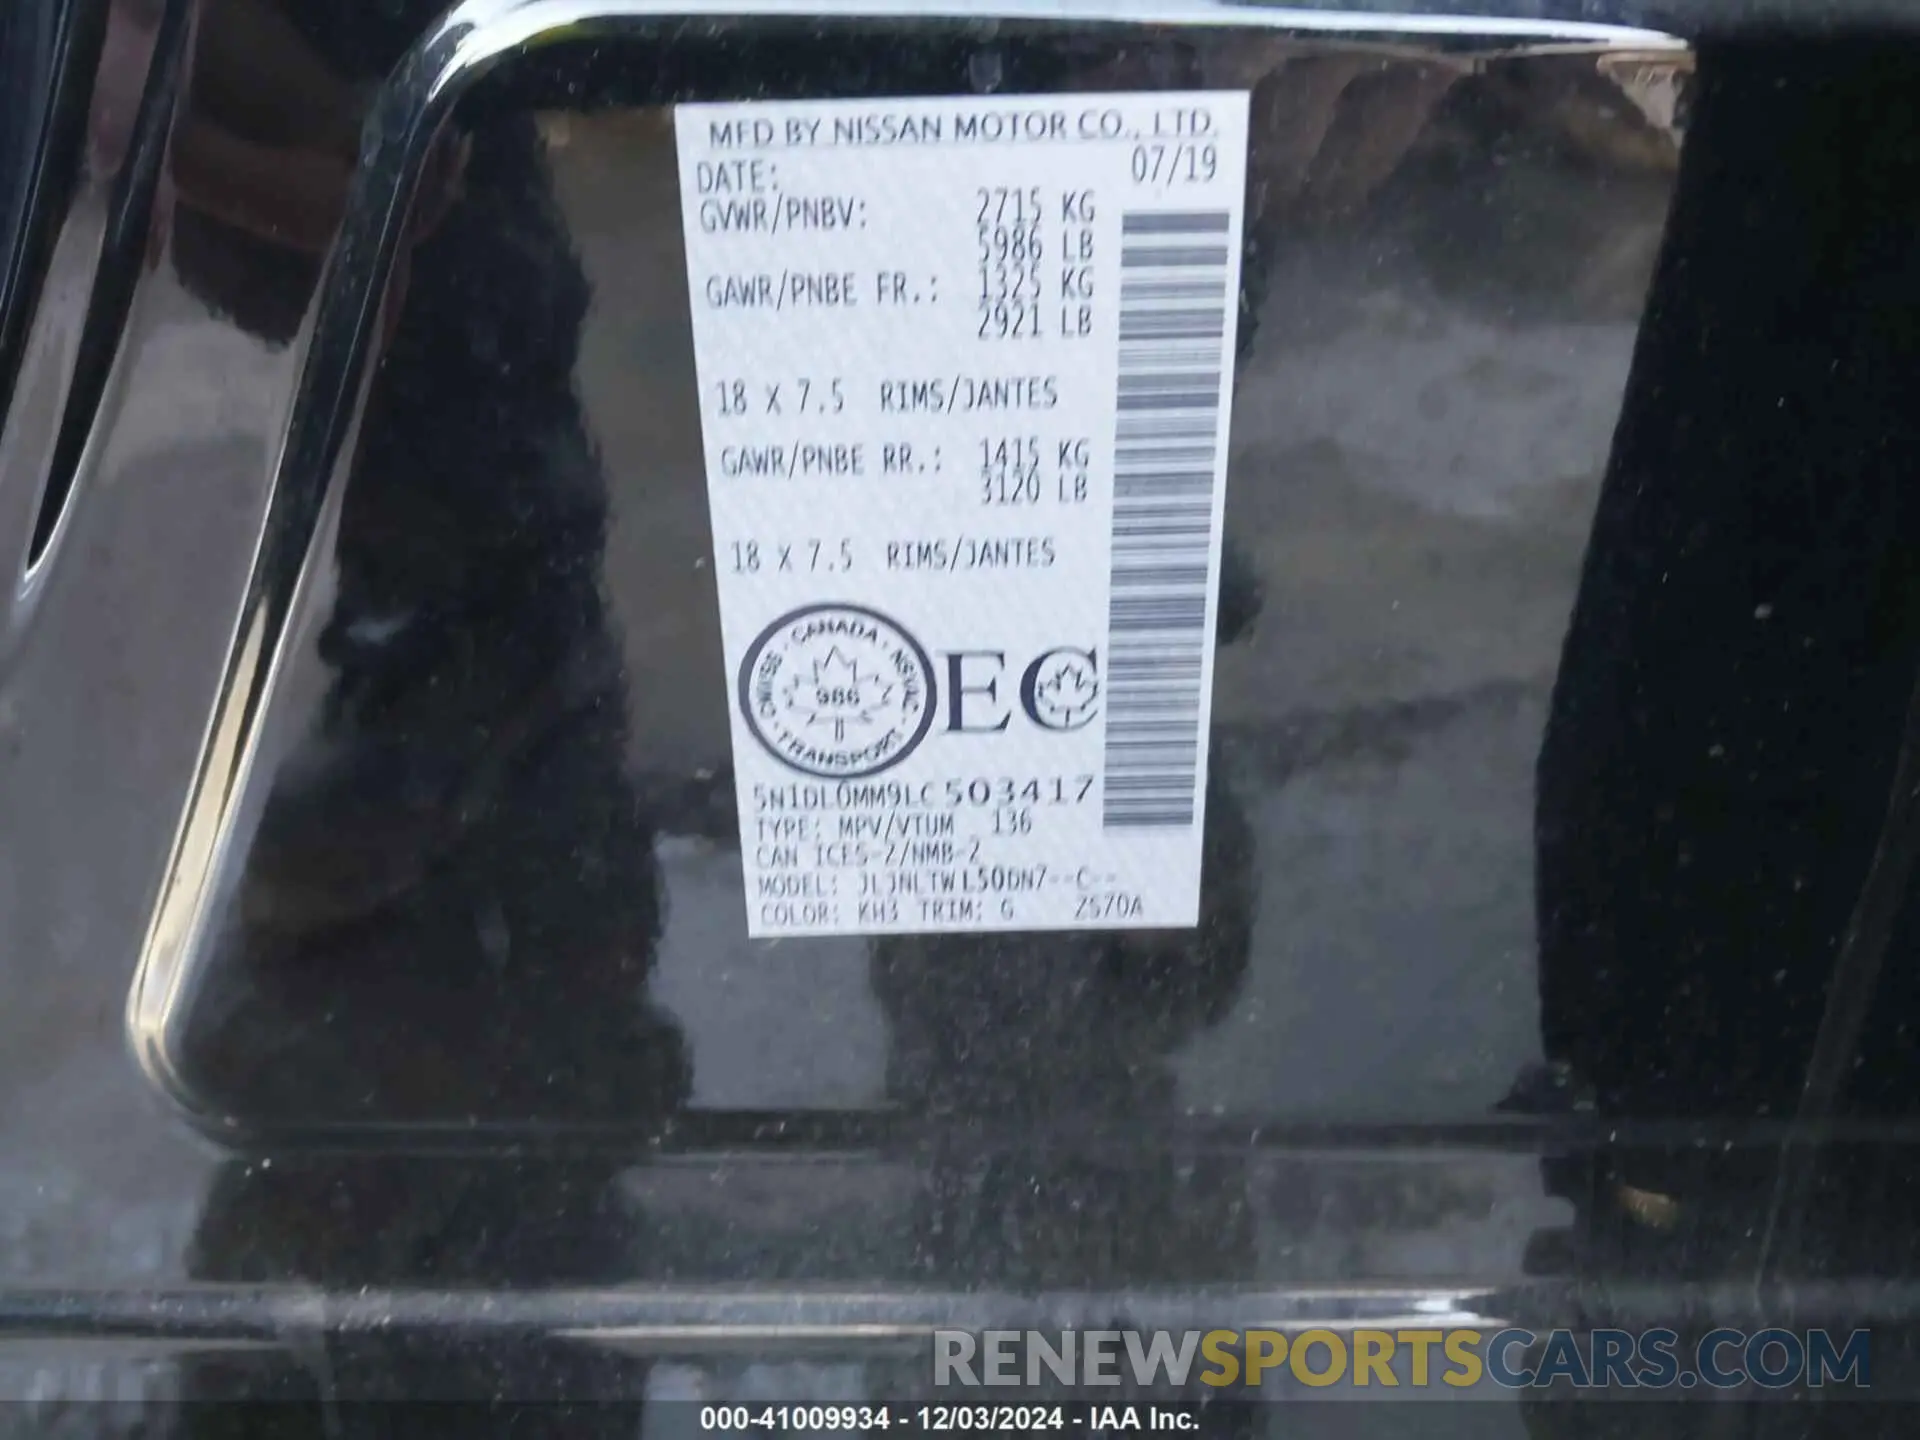 MFD BY NISSAN MOTOR CO., LTD.
DATE: 07/19
GVWR/PNBV: 2715 KG
5986 LB
GAWR/PNBE FR.: 1325 KG
2921 LB
18 X 7.5 RIMS/JANTES
GAWR/PNBE RR.: 1415 KG
3120 LB
18 X 7.5 RIMS/JANTES
CANADA · NSVAC · TRANSPORT
986
EC
5N1DL0MM9LC503417
TYPE: MPV/VTUM 136
CAN ICES-2/NMB-2
MODEL: JLJNLTWL50DN7--C--
COLOR: KH3 TRIM: G ZS70A
RENEWSPORTSCARS.COM
000-41009934 - 12/03/2024 - IAA Inc.